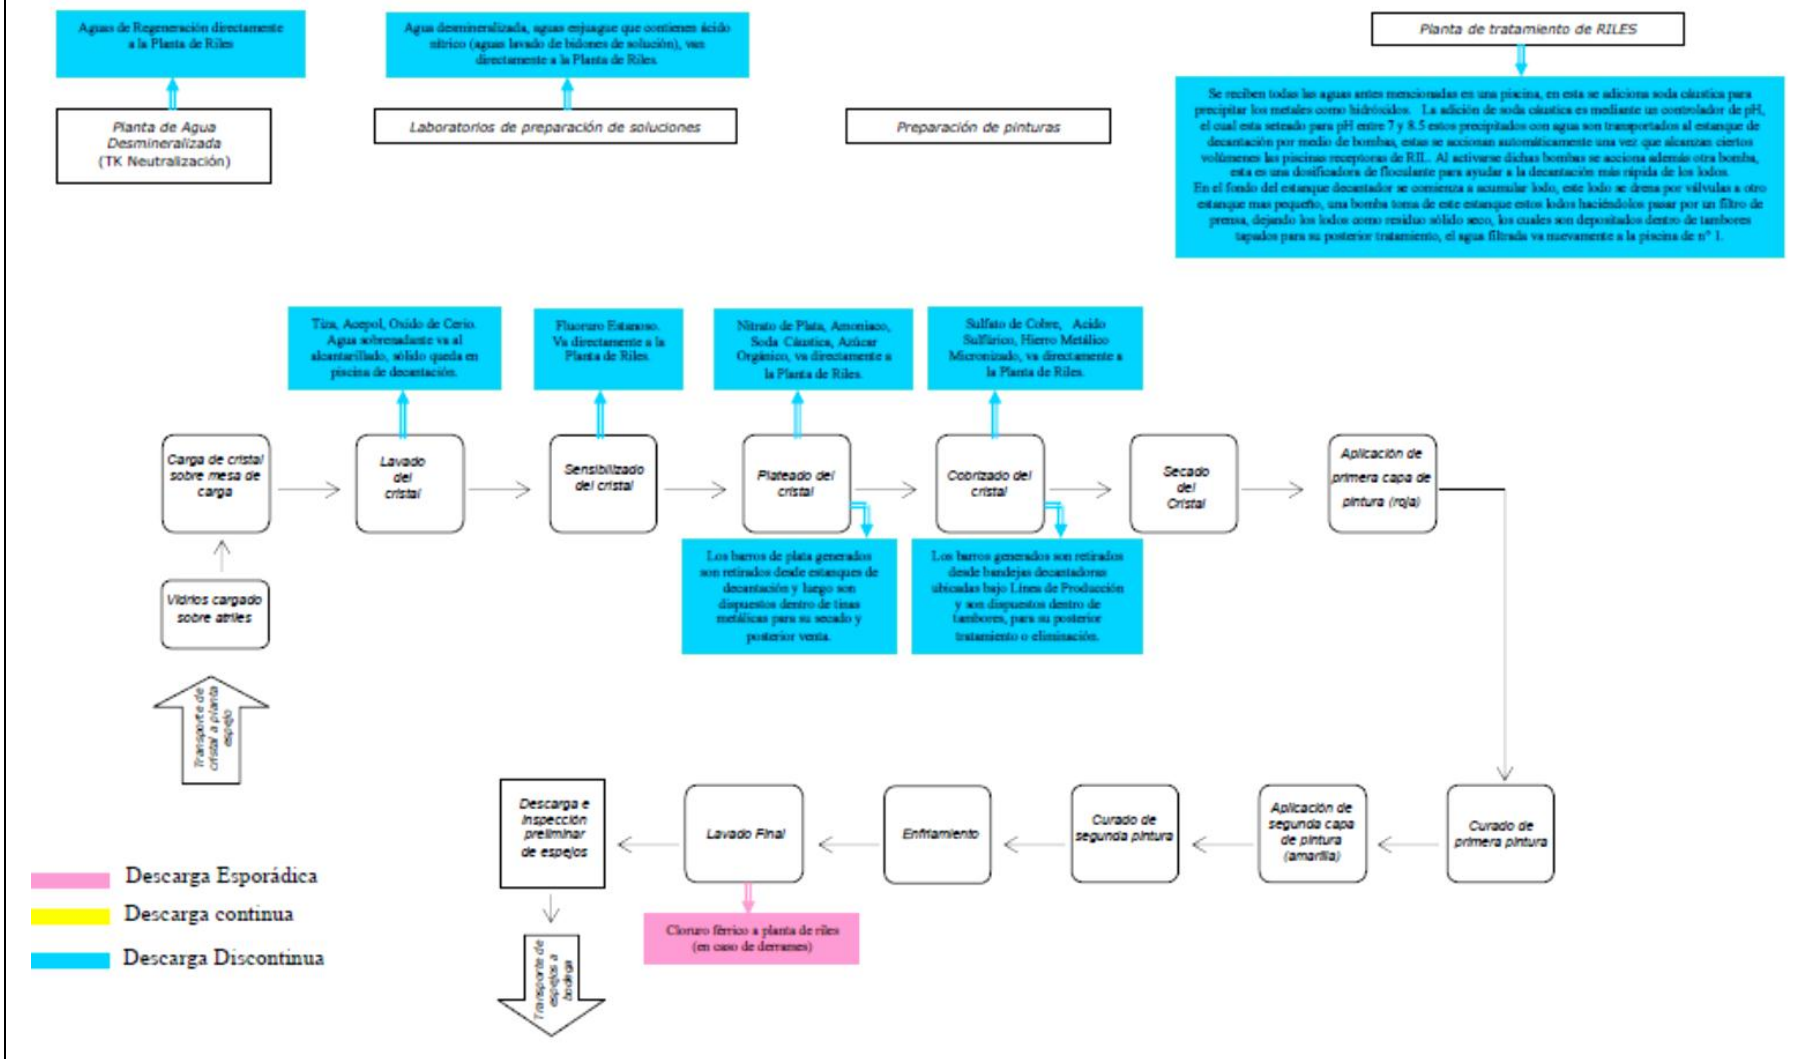 Aguas de Regeneración directamente
a la Planta de Riles
Planta de Agua
Desmineralizada
(TK Neutralización)
Agua desmineralizada, aguas enjuague que contienen ácido
nítrico (aguas lavado de bidones de solución), van
directamente a la Planta de Riles.
Laboratorios de preparación de soluciones
Preparación de pinturas
Planta de tratamiento de RILES
Se reciben todas las aguas antes mencionadas en una piscina, en esta se adiciona soda cáustica para
precipitar los metales como hidróxidos. La adición de soda cáustica es mediante un controlador de pH,
el cual esta seteado para pH entre 7 y 8.5 estos precipitados con agua son transportados al estanque de
decantación por medio de bombas, estas se accionan automáticamente una vez que alcanzan ciertos
volúmenes las piscinas receptoras de RIL. Al activarse dichas bombas se acciona además otra bomba,
esta es una dosificadora de floculante para ayudar a la decantación más rápida de los lodos.
En el fondo del estanque decantador se comienza a acumular lodo, este lodo se drena por válvulas a otro
estanque mas pequeño, una bomba toma de este estanque estos lodos haciéndolos pasar por un filtro de
prensa, dejando los lodos como residuo sólido seco, los cuales son depositados dentro de tambores
tapados para su posterior tratamiento, el agua filtrada va nuevamente a la piscina de nº 1.
Tiza, Acepol, Oxido de Cerio.
Agua sobrenadante va al
alcantarillado, sólido queda en
piscina de decantación.
Fluoruro Estanoso.
Va directamente a la
Planta de Riles.
Nitrato de Plata, Amoniaco,
Soda Cáustica, Azúcar
Orgánico, va directamente a
la Planta de Riles.
Sulfato de Cobre, Acido
Sulfúrico, Hierro Metálico
Micronizado, va directamente a
la Planta de Riles.
Carga de cristal
sobre mesa de
carga
Lavado
del
cristal
Sensibilizado
del cristal
Plateado del
cristal
Cobrizado del
cristal
Secado
del
Cristal
Aplicación de
primera capa de
pintura (roja)
Vidrios cargado
sobre atriles
Los barros de plata generados
son retirados desde estanques de
decantación y luego son
dispuestos dentro de tinas
metálicas para su secado y
posterior venta.
Los barros generados son retirados
desde bandejas decantadoras
ubicadas bajo Línea de Producción
y son dispuestos dentro de
tambores, para su posterior
tratamiento o eliminación.
Transporte de
cristal a planta
espejo
Descarga e
Inspección
preliminar
de espejos
Lavado Final
Enfriamiento
Curado de
segunda pintura
Aplicación de
segunda capa
de pintura
(amarilla)
Curado de
primera pintura
Cloruro férrico a planta de riles
(en caso de derrames)
Transporte de
espejos a
bodega
Descarga Esporádica
Descarga continua
Descarga Discontinua